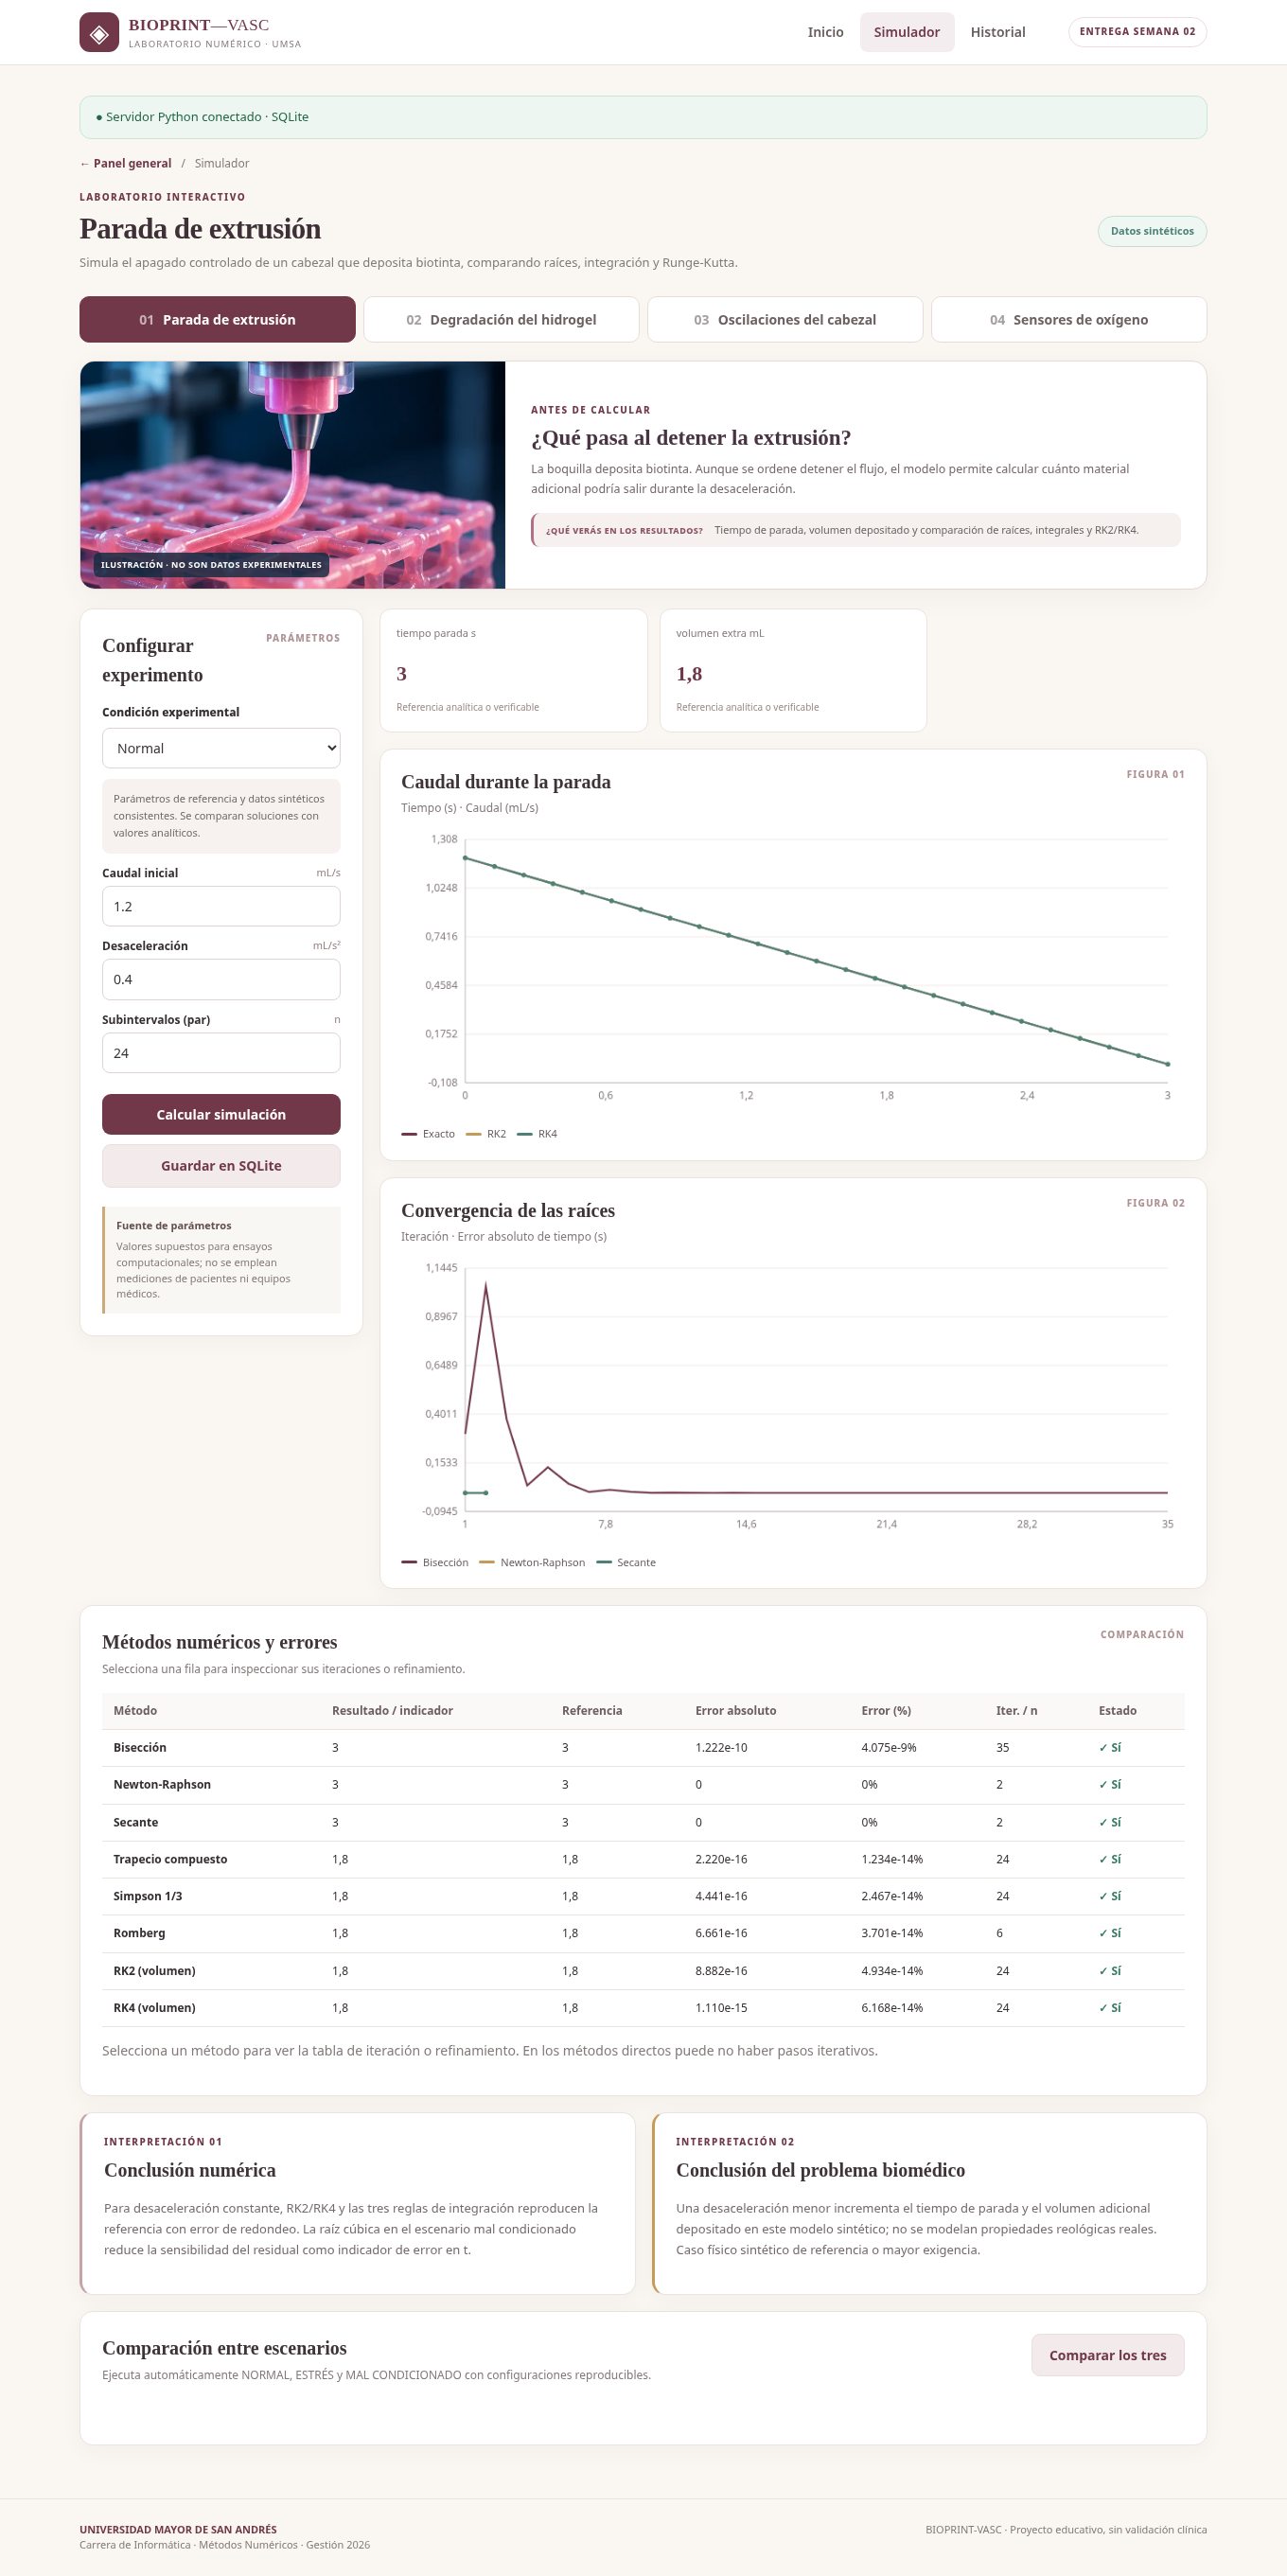 ◈ BIOPRINT—VASC
LABORATORIO NUMÉRICO · UMSA
Inicio
Simulador
Historial
ENTREGA SEMANA 02
● Servidor Python conectado · SQLite
← Panel general / Simulador
LABORATORIO INTERACTIVO
Parada de extrusión
Datos sintéticos
Simula el apagado controlado de un cabezal que deposita biotinta, comparando raíces, integración y Runge-Kutta.
01 Parada de extrusión
02 Degradación del hidrogel
03 Oscilaciones del cabezal
04 Sensores de oxígeno
ILUSTRACIÓN · NO SON DATOS EXPERIMENTALES
ANTES DE CALCULAR
¿Qué pasa al detener la extrusión?
La boquilla deposita biotinta. Aunque se ordene detener el flujo, el modelo permite calcular cuánto material
adicional podría salir durante la desaceleración.
¿QUÉ VERÁS EN LOS RESULTADOS? Tiempo de parada, volumen depositado y comparación de raíces, integrales y RK2/RK4.
Configurar
experimento
PARÁMETROS
Condición experimental
Normal
Parámetros de referencia y datos sintéticos
consistentes. Se comparan soluciones con
valores analíticos.
Caudal inicial mL/s
1.2
Desaceleración mL/s²
0.4
Subintervalos (par) n
24
Calcular simulación
Guardar en SQLite
Fuente de parámetros
Valores supuestos para ensayos
computacionales; no se emplean
mediciones de pacientes ni equipos
médicos.
tiempo parada s
3
Referencia analítica o verificable
volumen extra mL
1,8
Referencia analítica o verificable
Caudal durante la parada
FIGURA 01
Tiempo (s) · Caudal (mL/s)
1,308
1,0248
0,7416
0,4584
0,1752
-0,108
0 0,6 1,2 1,8 2,4 3
Exacto RK2 RK4
Convergencia de las raíces
FIGURA 02
Iteración · Error absoluto de tiempo (s)
1,1445
0,8967
0,6489
0,4011
0,1533
-0,0945
1 7,8 14,6 21,4 28,2 35
Bisección Newton-Raphson Secante
Métodos numéricos y errores
COMPARACIÓN
Selecciona una fila para inspeccionar sus iteraciones o refinamiento.
Método Resultado / indicador Referencia Error absoluto Error (%) Iter. / n Estado
Bisección 3 3 1.222e-10 4.075e-9% 35 ✓ Sí
Newton-Raphson 3 3 0 0% 2 ✓ Sí
Secante 3 3 0 0% 2 ✓ Sí
Trapecio compuesto 1,8 1,8 2.220e-16 1.234e-14% 24 ✓ Sí
Simpson 1/3 1,8 1,8 4.441e-16 2.467e-14% 24 ✓ Sí
Romberg 1,8 1,8 6.661e-16 3.701e-14% 6 ✓ Sí
RK2 (volumen) 1,8 1,8 8.882e-16 4.934e-14% 24 ✓ Sí
RK4 (volumen) 1,8 1,8 1.110e-15 6.168e-14% 24 ✓ Sí
Selecciona un método para ver la tabla de iteración o refinamiento. En los métodos directos puede no haber pasos iterativos.
INTERPRETACIÓN 01
Conclusión numérica
Para desaceleración constante, RK2/RK4 y las tres reglas de integración reproducen la
referencia con error de redondeo. La raíz cúbica en el escenario mal condicionado
reduce la sensibilidad del residual como indicador de error en t.
INTERPRETACIÓN 02
Conclusión del problema biomédico
Una desaceleración menor incrementa el tiempo de parada y el volumen adicional
depositado en este modelo sintético; no se modelan propiedades reológicas reales.
Caso físico sintético de referencia o mayor exigencia.
Comparación entre escenarios
Ejecuta automáticamente NORMAL, ESTRÉS y MAL CONDICIONADO con configuraciones reproducibles.
Comparar los tres
UNIVERSIDAD MAYOR DE SAN ANDRÉS
Carrera de Informática · Métodos Numéricos · Gestión 2026
BIOPRINT-VASC · Proyecto educativo, sin validación clínica